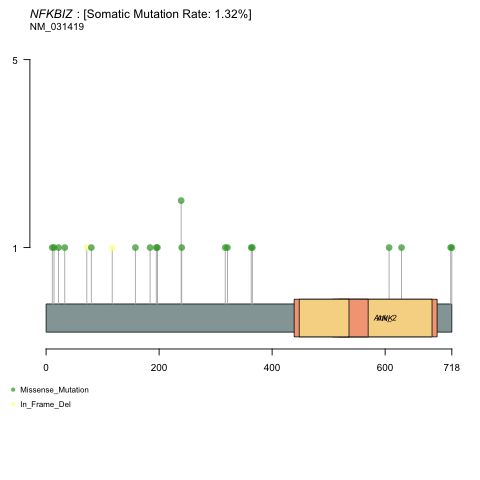 NFKBIZ : [Somatic Mutation Rate: 1.32%]
NM_031419
5
1
0
200
400
600
718
Missense_Mutation
In_Frame_Del